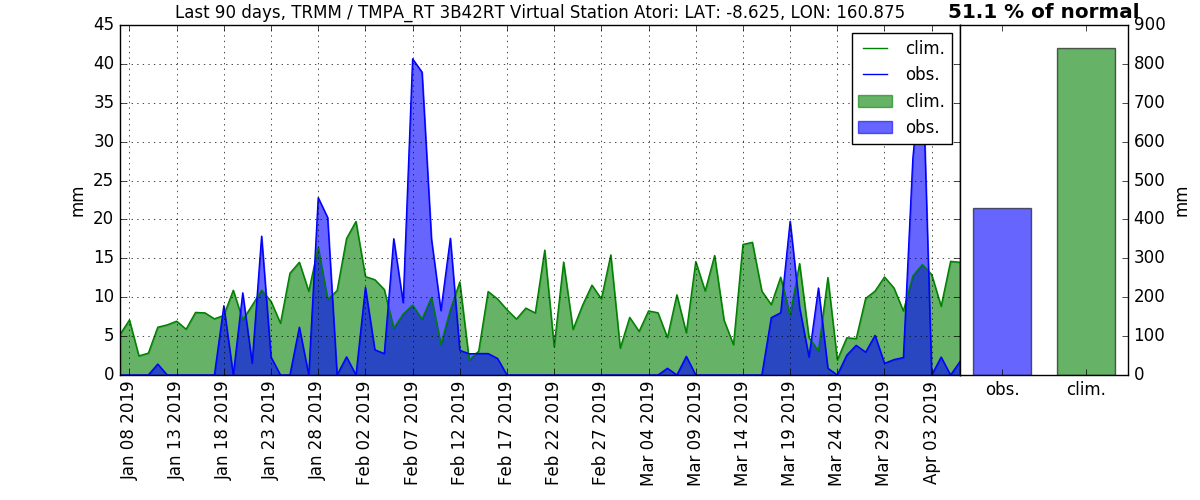 Last 90 days, TRMM / TMPA_RT 3B42RT Virtual Station Atori: LAT: -8.625, LON: 160.875
51.1 % of normal
45
40
35
30
25
20
15
10
5
0
mm
clim.
obs.
clim.
obs.
Jan 08 2019
Jan 13 2019
Jan 18 2019
Jan 23 2019
Jan 28 2019
Feb 02 2019
Feb 07 2019
Feb 12 2019
Feb 17 2019
Feb 22 2019
Feb 27 2019
Mar 04 2019
Mar 09 2019
Mar 14 2019
Mar 19 2019
Mar 24 2019
Mar 29 2019
Apr 03 2019
900
800
700
600
500
400
300
200
100
0
mm
obs. clim.